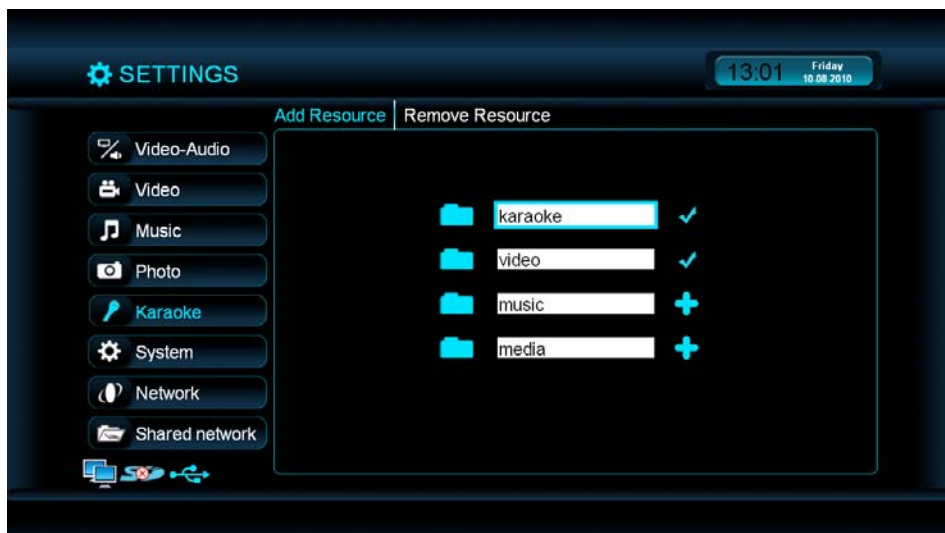 SETTINGS
13:01 Friday
10.08.2010
Add Resource Remove Resource
Video-Audio
Video
Music
Photo
Karaoke
System
Network
Shared network
karaoke
video
music
media